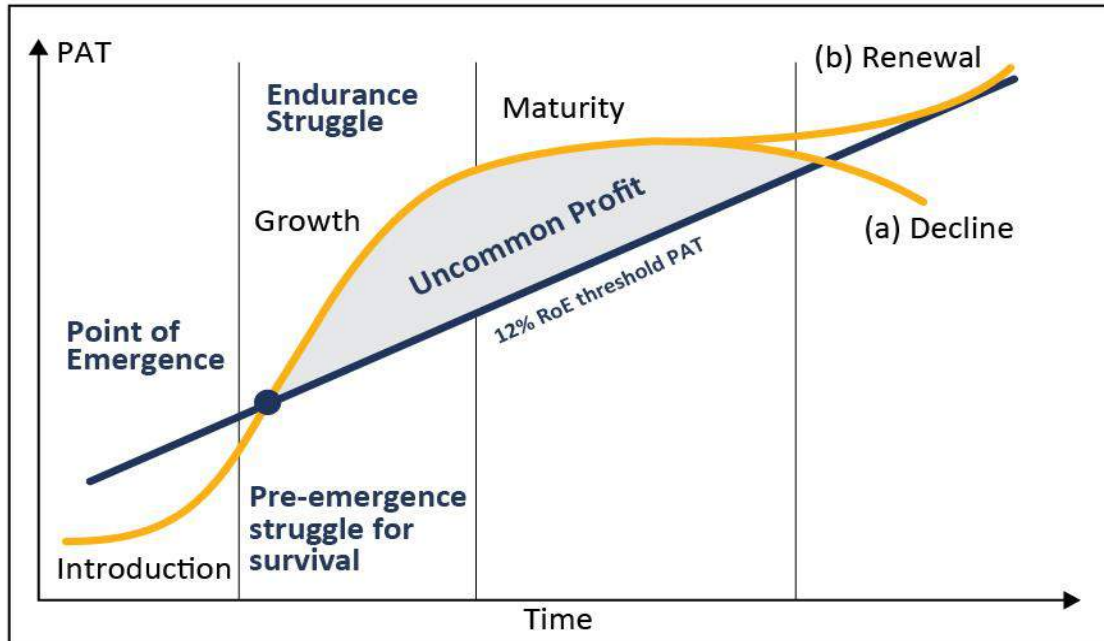 PAT
(b) Renewal
Endurance
Struggle
Maturity
Growth
Uncommon Profit
(a) Decline
12% RoE threshold PAT
Point of
Emergence
Pre-emergence
struggle for
survival
Introduction
Time